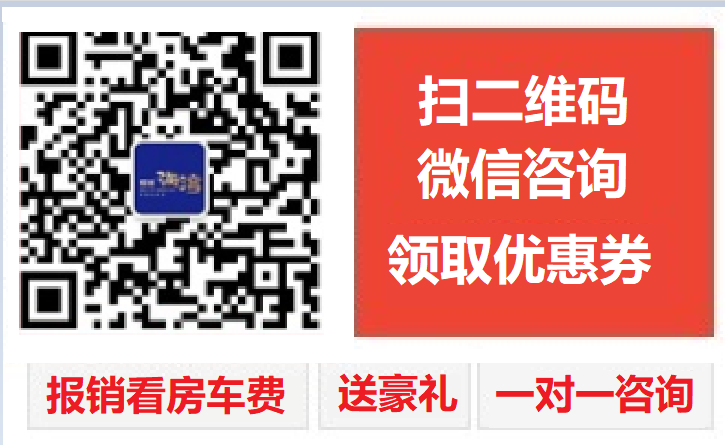 扫二维码
微信咨询
领取优惠券
报销看房车费
送豪礼
一对一咨询